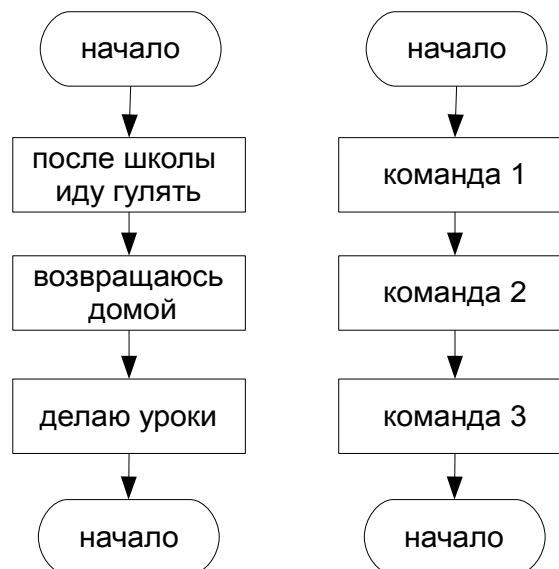 начало
после школы
иду гулять
возвращаюсь
домой
делаю уроки
начало
начало
команда 1
команда 2
команда 3
начало